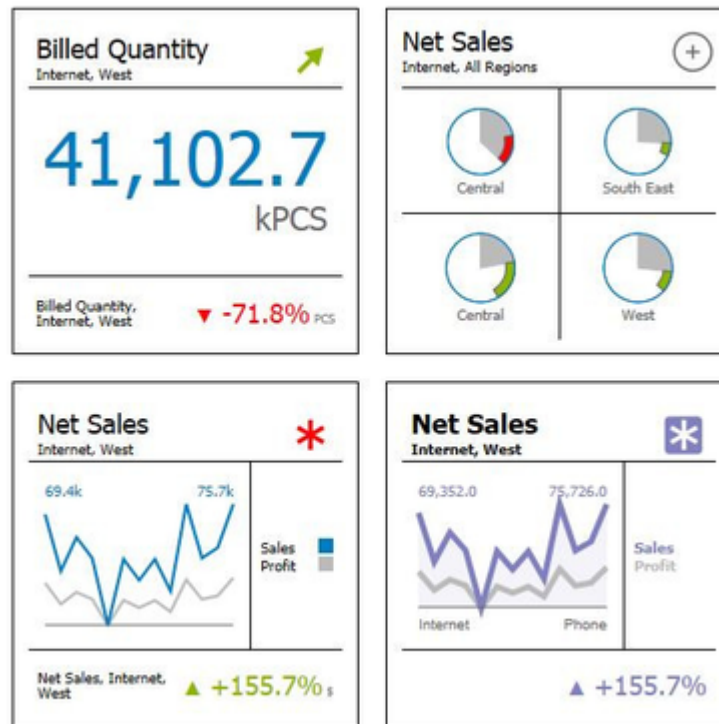 Billed Quantity
Internet, West
41,102.7
kPCS
Billed Quantity,
Internet, West
▼ -71.8% PCS
Net Sales
Internet, All Regions
Central
South East
Central
West
Net Sales
Internet, West
69.4k 75.7k
Sales
Profit
Net Sales, Internet,
West
▲ +155.7% $
Net Sales
Internet, West
69,352.0 75,726.0
Sales
Profit
Internet Phone
▲ +155.7%